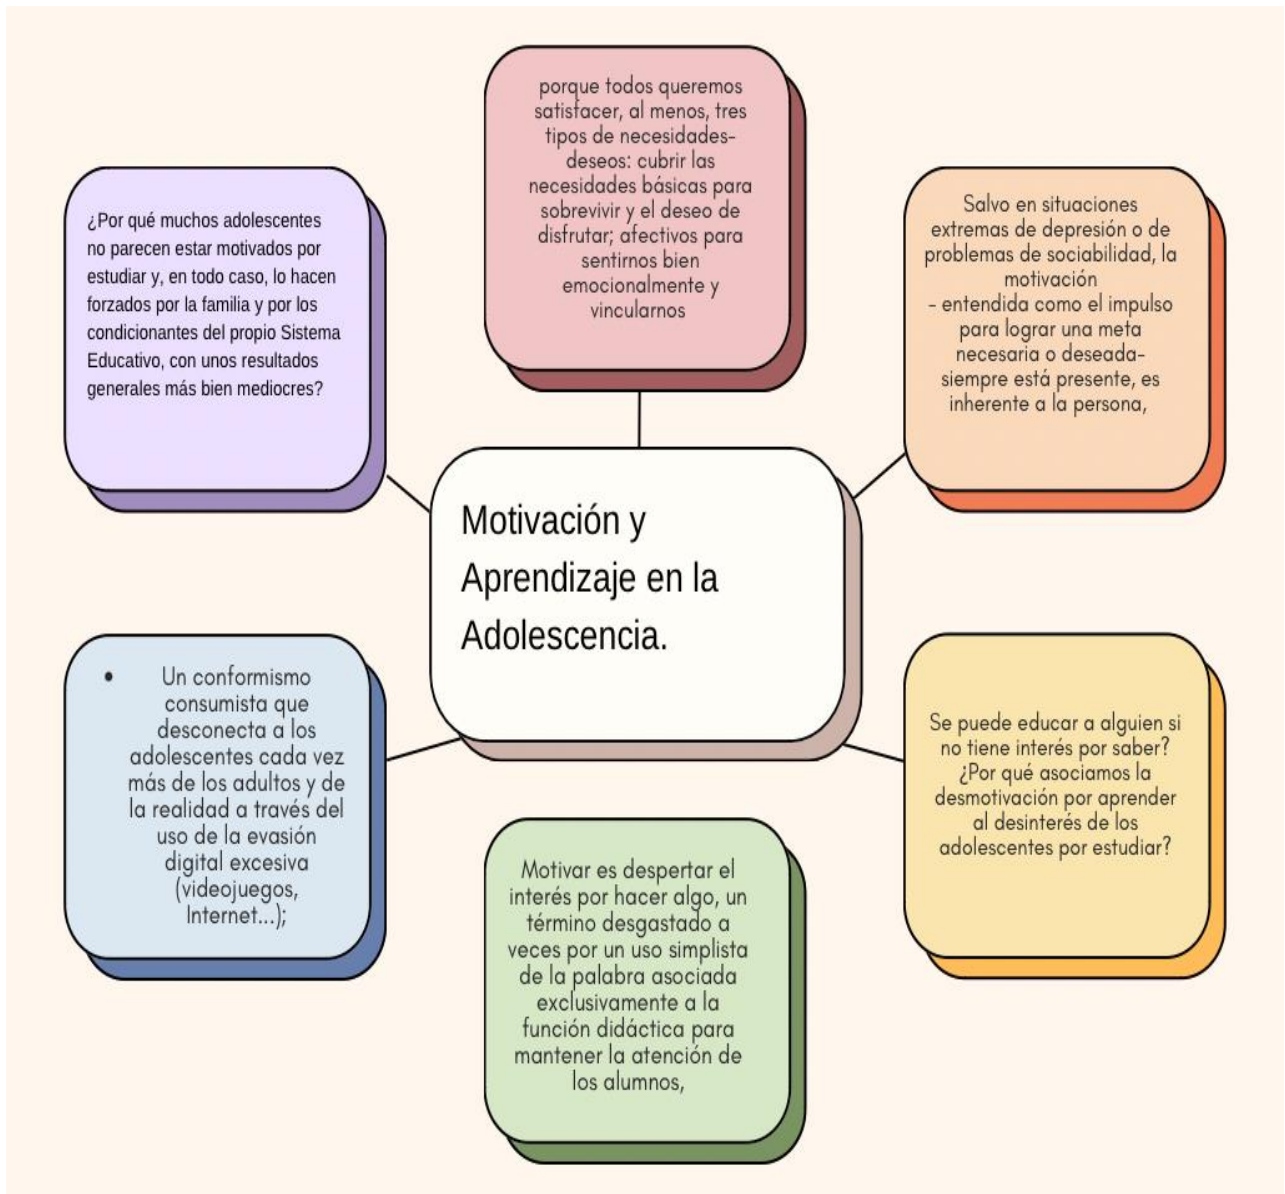 porque todos queremos
satisfacer, al menos, tres
tipos de necesidades-
deseos: cubrir las
necesidades básicas para
sobrevivir y el deseo de
disfrutar; afectivos para
sentirnos bien
emocionalmente y
vincularnos
¿Por qué muchos adolescentes
no parecen estar motivados por
estudiar y, en todo caso, lo hacen
forzados por la familia y por los
condicionantes del propio Sistema
Educativo, con unos resultados
generales más bien mediocres?
Salvo en situaciones
extremas de depresión o de
problemas de sociabilidad, la
motivación
- entendida como el impulso
para lograr una meta
necesaria o deseada-
siempre está presente, es
inherente a la persona,
Motivación y
Aprendizaje en la
Adolescencia.
• Un conformismo
consumista que
desconecta a los
adolescentes cada vez
más de los adultos y de
la realidad a través del
uso de la evasión
digital excesiva
(videojuegos,
Internet...);
Se puede educar a alguien si
no tiene interés por saber?
¿Por qué asociamos la
desmotivación por aprender
al desinterés de los
adolescentes por estudiar?
Motivar es despertar el
interés por hacer algo, un
término desgastado a
veces por un uso simplista
de la palabra asociada
exclusivamente a la
función didáctica para
mantener la atención de
los alumnos,